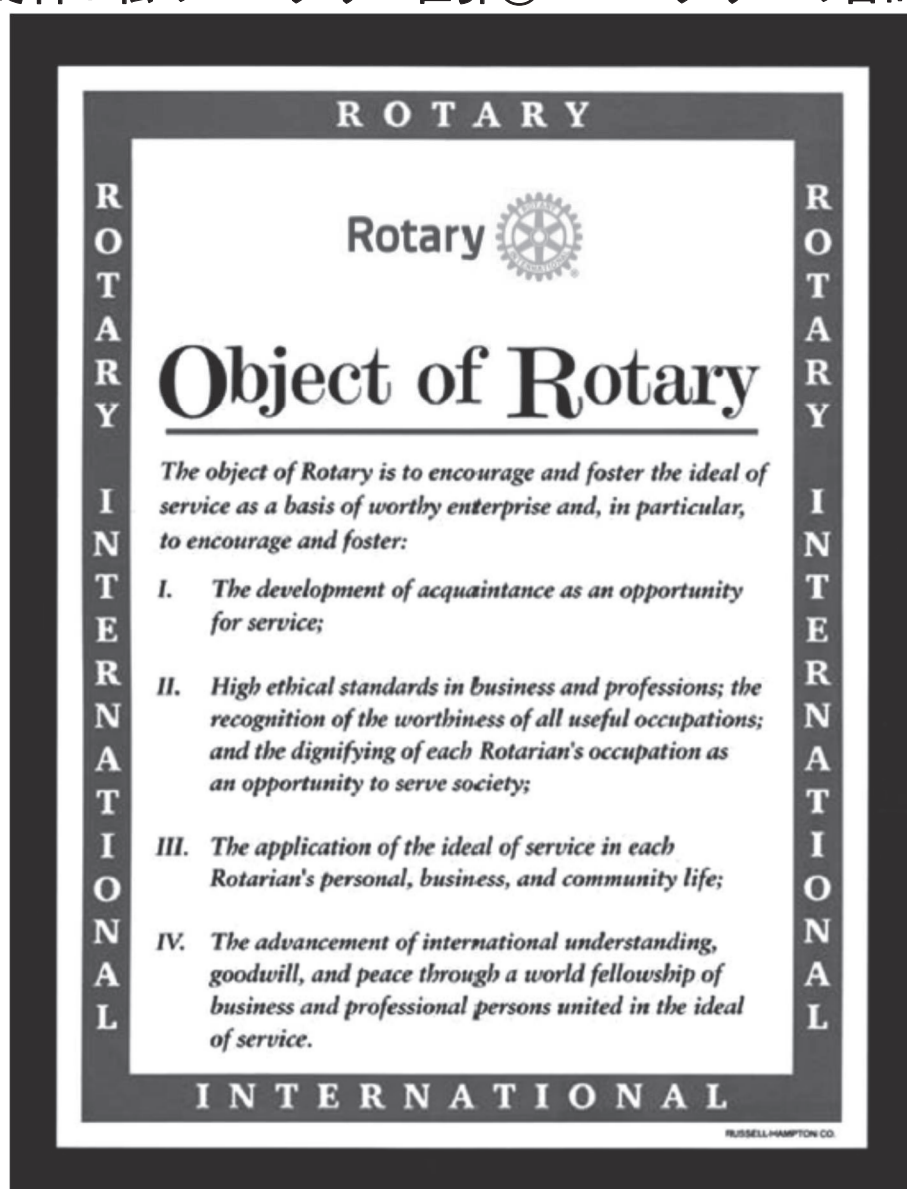 ROTARY
Rotary
ROTARY INTERNATIONAL
ROTARY INTERNATIONAL
Object of Rotary
The object of Rotary is to encourage and foster the ideal of
service as a basis of worthy enterprise and, in particular,
to encourage and foster:
I. The development of acquaintance as an opportunity
for service;
II. High ethical standards in business and professions; the
recognition of the worthiness of all useful occupations;
and the dignifying of each Rotarian's occupation as
an opportunity to serve society;
III. The application of the ideal of service in each
Rotarian's personal, business, and community life;
IV. The advancement of international understanding,
goodwill, and peace through a world fellowship of
business and professional persons united in the ideal
of service.
INTERNATIONAL
RUSSELL-HAMPTON CO.